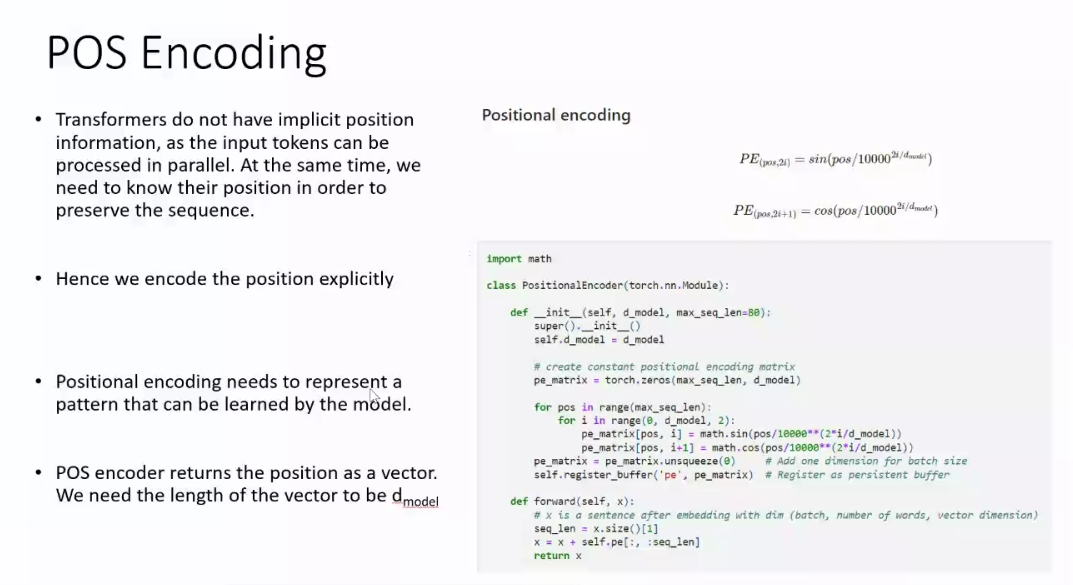 POS Encoding
• Transformers do not have implicit position
information, as the input tokens can be
processed in parallel. At the same time, we
need to know their position in order to
preserve the sequence.
• Hence we encode the position explicitly
• Positional encoding needs to represent a
pattern that can be learned by the model.
• POS encoder returns the position as a vector.
We need the length of the vector to be d_model
Positional encoding
PE_(pos,2i) = sin(pos/10000^{2i/d_model})
PE_(pos,2i+1) = cos(pos/10000^{2i/d_model})
import math
class PositionalEncoder(torch.nn.Module):
    def __init__(self, d_model, max_seq_len=80):
        super().__init__()
        self.d_model = d_model
        # create constant positional encoding matrix
        pe_matrix = torch.zeros(max_seq_len, d_model)
        for pos in range(max_seq_len):
            for i in range(0, d_model, 2):
                pe_matrix[pos, i] = math.sin(pos/10000**(2*i/d_model))
                pe_matrix[pos, i+1] = math.cos(pos/10000**(2*i/d_model))
        pe_matrix = pe_matrix.unsqueeze(0)     # Add one dimension for batch size
        self.register_buffer('pe', pe_matrix)  # Register as persistent buffer
    def forward(self, x):
        # x is a sentence after embedding with dim (batch, number of words, vector dimension)
        seq_len = x.size()[1]
        x = x + self.pe[:, :seq_len]
        return x